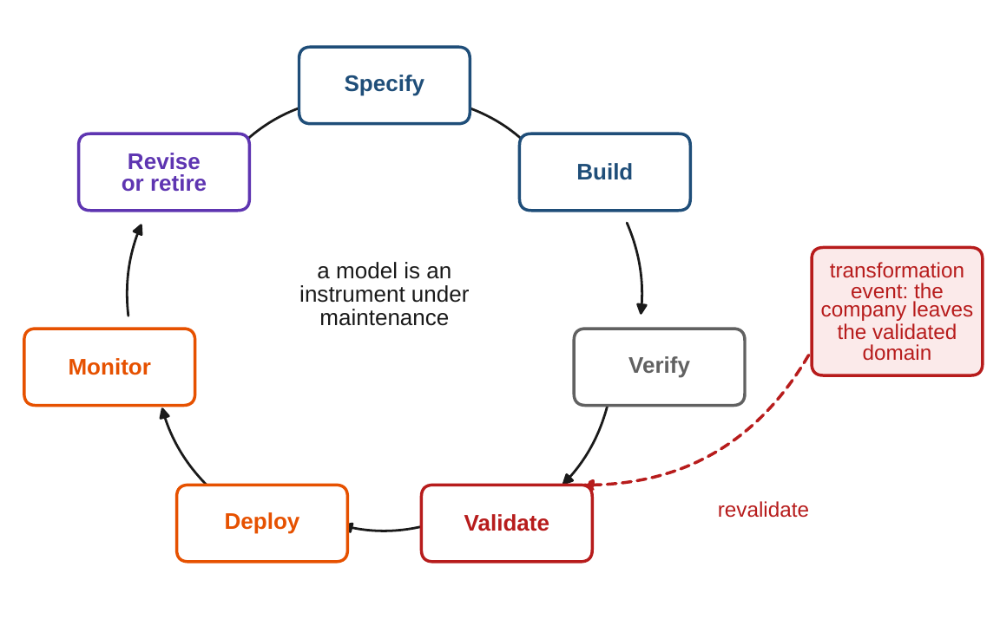 Specify
Revise
or retire
Build
a model is an
instrument under
maintenance
transformation
event: the
company leaves
the validated
domain
Monitor
Verify
Deploy
Validate
revalidate